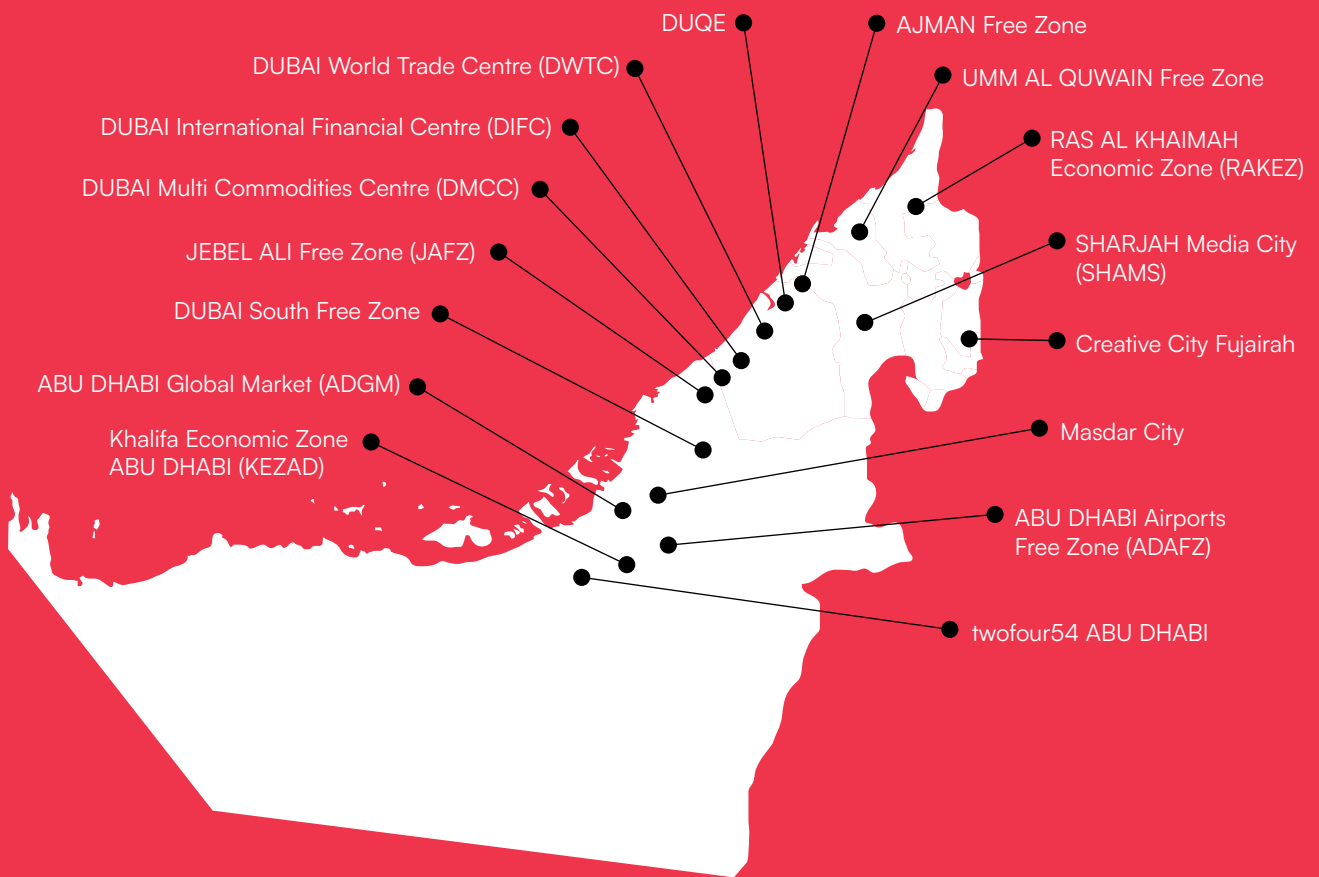 DUQE
AJMAN Free Zone
DUBAI World Trade Centre (DWTC)
UMM AL QUWAIN Free Zone
DUBAI International Financial Centre (DIFC)
RAS AL KHAIMAH
Economic Zone (RAKEZ)
DUBAI Multi Commodities Centre (DMCC)
JEBEL ALI Free Zone (JAFZ)
SHARJAH Media City
(SHAMS)
DUBAI South Free Zone
Creative City Fujairah
ABU DHABI Global Market (ADGM)
Khalifa Economic Zone
ABU DHABI (KEZAD)
Masdar City
ABU DHABI Airports
Free Zone (ADAFZ)
twofour54 ABU DHABI